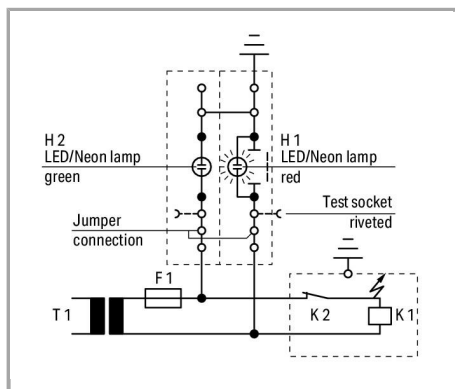 H 2
LED/Neon lamp
green
H 1
LED/Neon lamp
red
Jumper
connection
Test socket
riveted
F 1
T 1
K 2
K 1